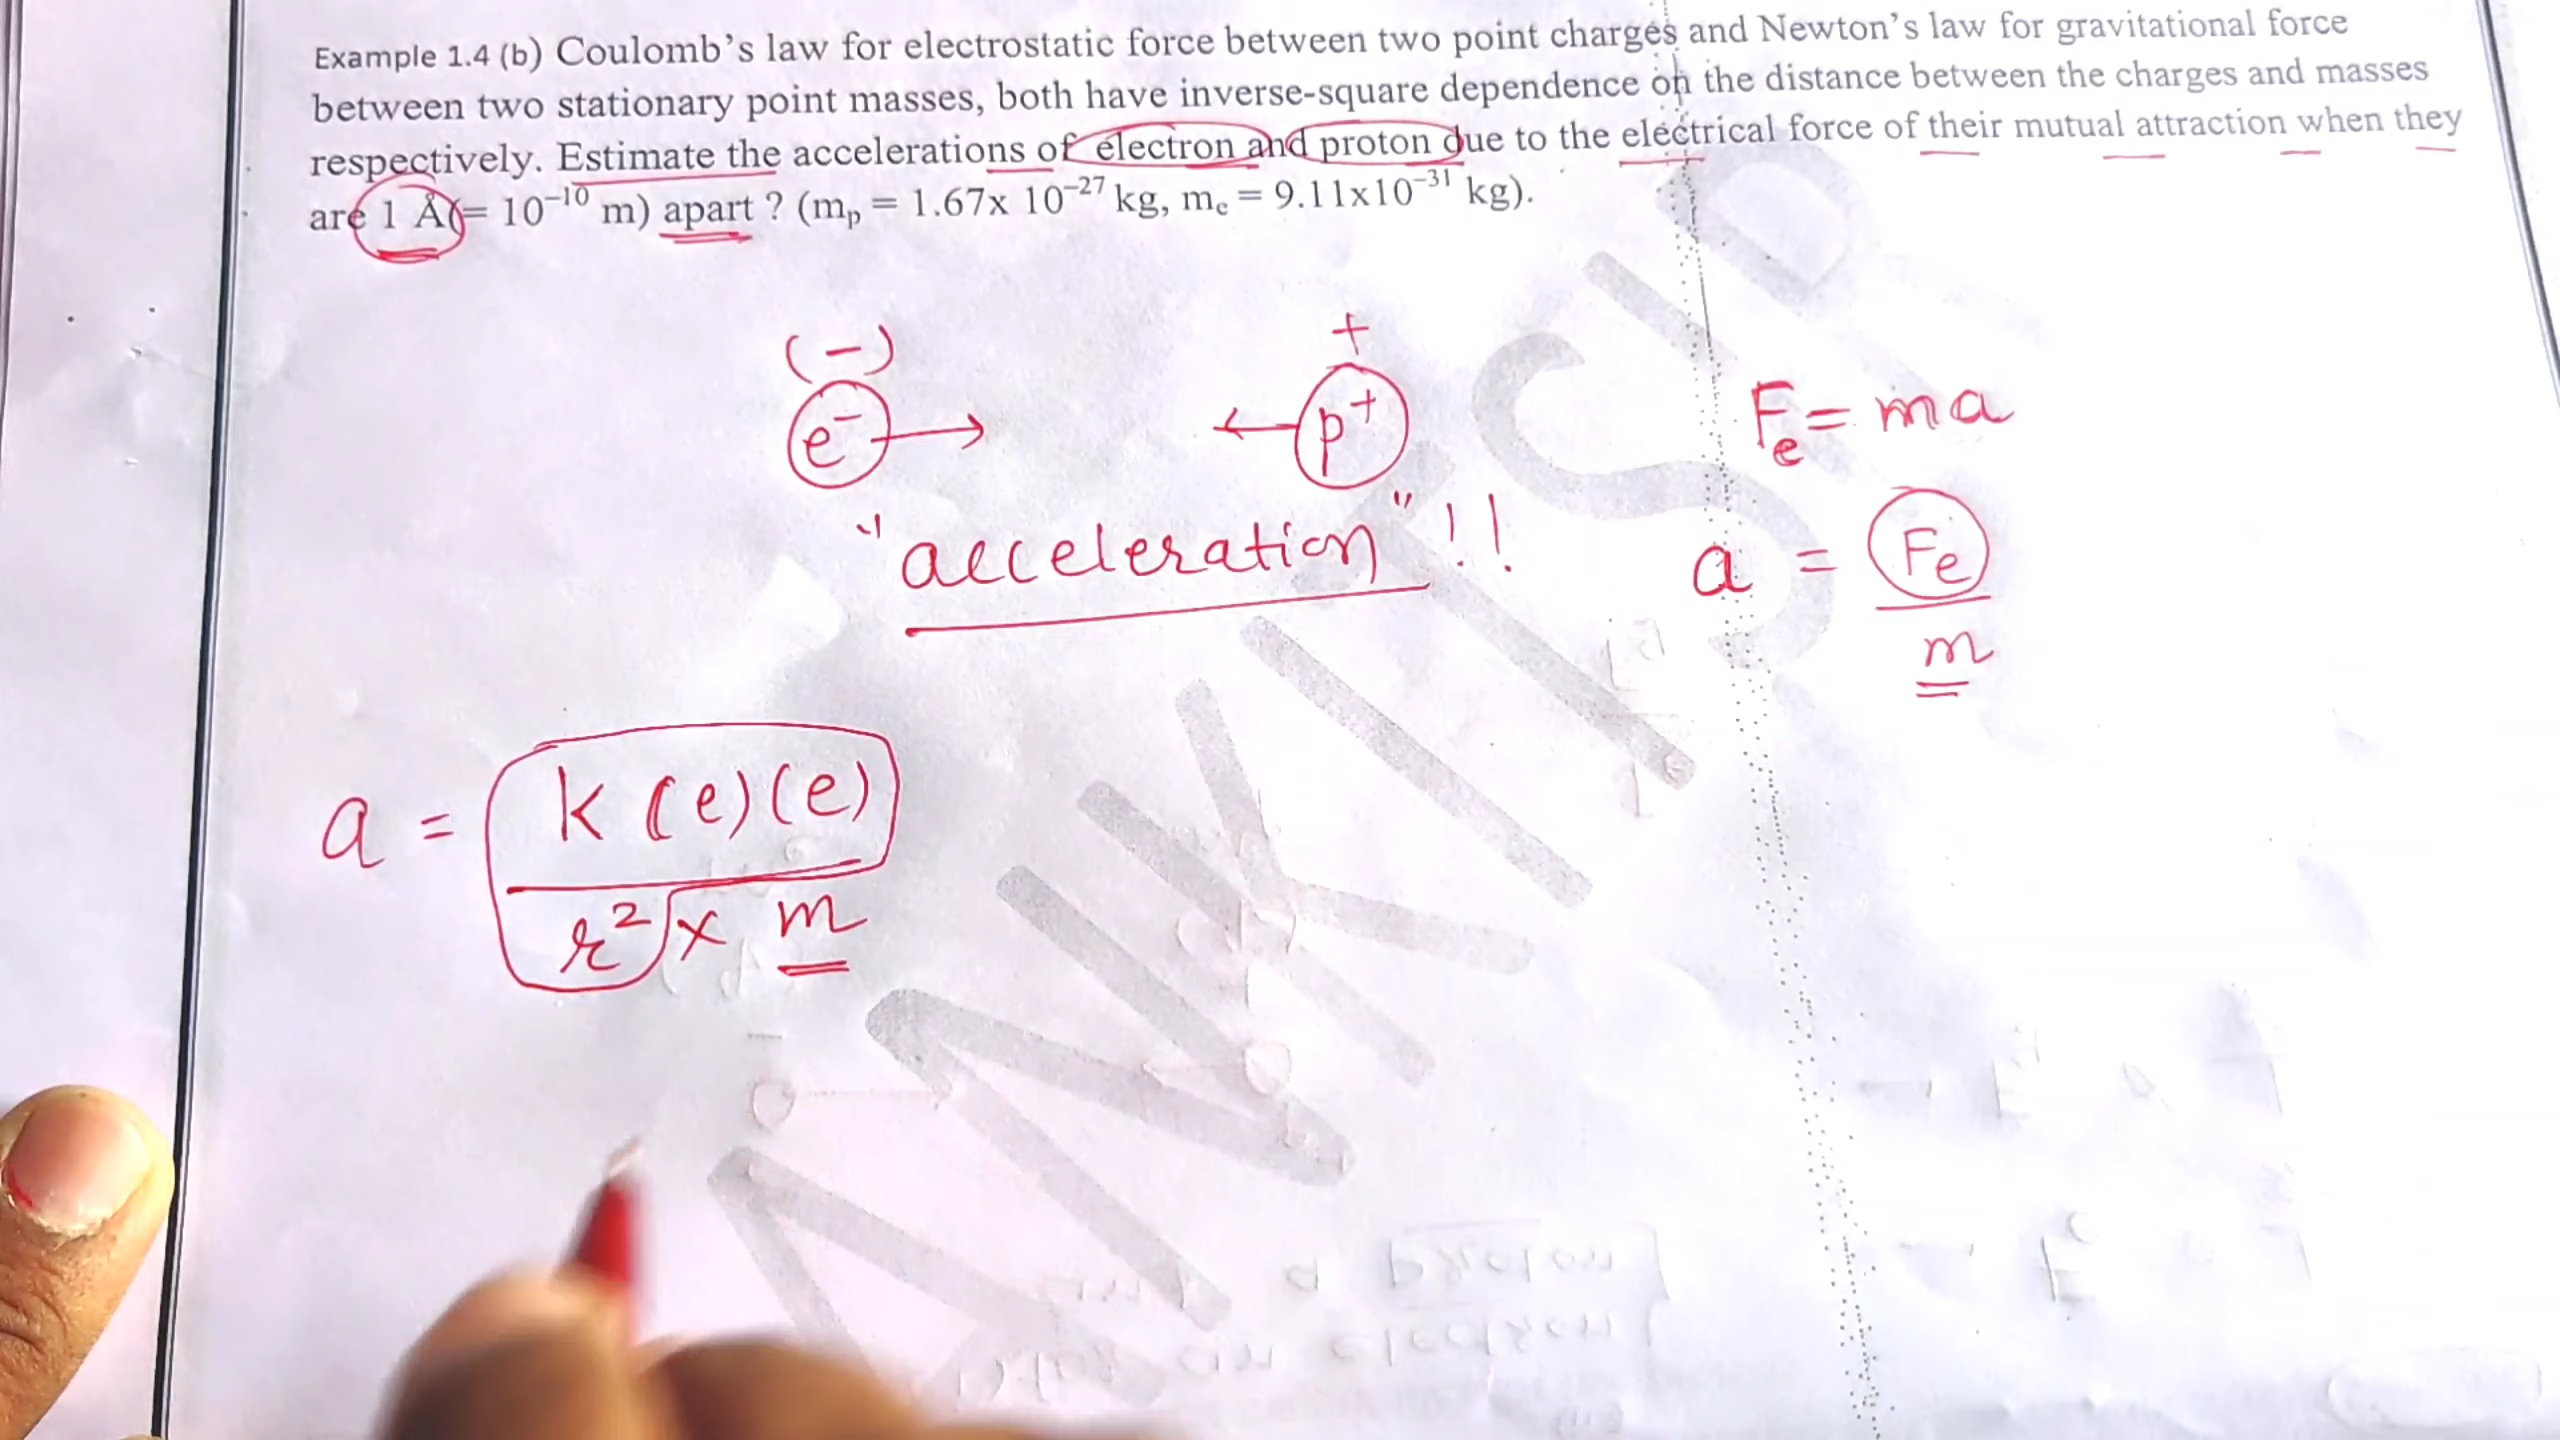 Example 1.4 (b) Coulomb's law for electrostatic force between two point charges and Newton's law for gravitational force
between two stationary point masses, both have inverse-square dependence on the distance between the charges and masses
respectively. Estimate the accelerations of electron and proton due to the electrical force of their mutual attraction when they
are 1 Å (= 10⁻¹⁰ m) apart ? (mₚ = 1.67x 10⁻²⁷ kg, mₑ = 9.11x10⁻³¹ kg).
(-) +
e⁻ → ← p⁺
Fₑ = ma
"acceleration" !!
a = Fₑ
m
a = k (e)(e)
r² x m